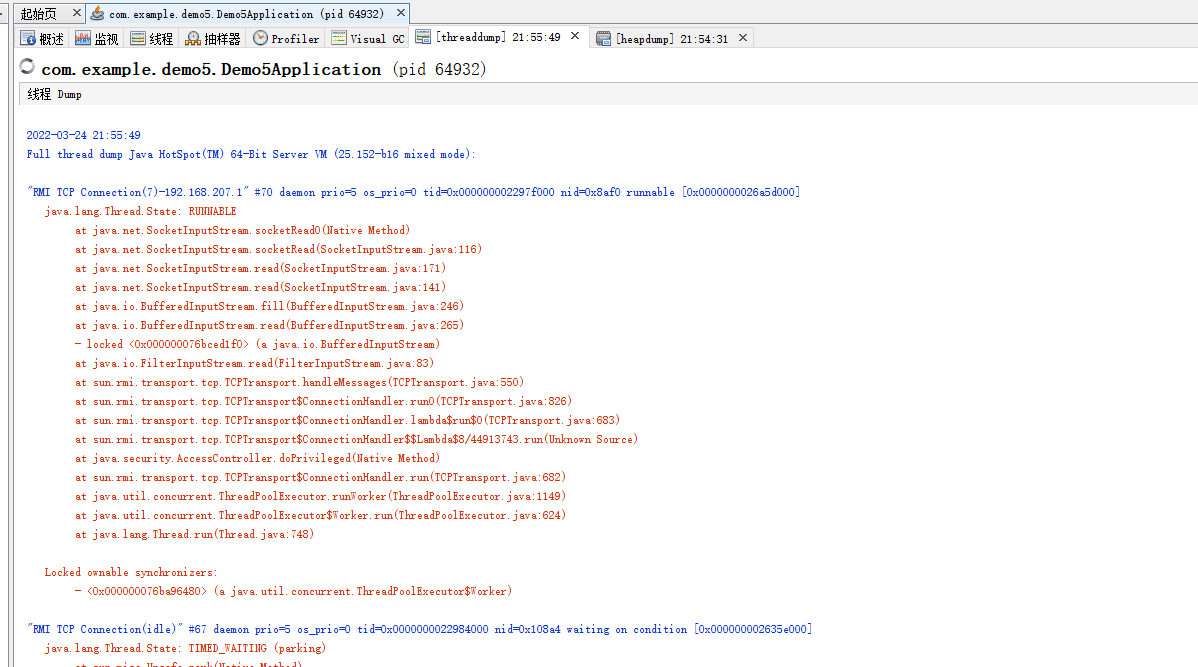 起始页 com.example.demo5.Demo5Application (pid 64932)
概述 监视 线程 抽样器 Profiler Visual GC [threaddump] 21:55:49 [heapdump] 21:54:31
com.example.demo5.Demo5Application (pid 64932)
线程 Dump
2022-03-24 21:55:49
Full thread dump Java HotSpot(TM) 64-Bit Server VM (25.152-b16 mixed mode):
"RMI TCP Connection(7)-192.168.207.1" #70 daemon prio=5 os_prio=0 tid=0x000000002297f000 nid=0x8af0 runnable [0x0000000026a5d000]
java.lang.Thread.State: RUNNABLE
at java.net.SocketInputStream.socketRead0(Native Method)
at java.net.SocketInputStream.socketRead(SocketInputStream.java:116)
at java.net.SocketInputStream.read(SocketInputStream.java:171)
at java.net.SocketInputStream.read(SocketInputStream.java:141)
at java.io.BufferedInputStream.fill(BufferedInputStream.java:246)
at java.io.BufferedInputStream.read(BufferedInputStream.java:265)
- locked <0x000000076bced1f0> (a java.io.BufferedInputStream)
at java.io.FilterInputStream.read(FilterInputStream.java:83)
at sun.rmi.transport.tcp.TCPTransport.handleMessages(TCPTransport.java:550)
at sun.rmi.transport.tcp.TCPTransport$ConnectionHandler.run0(TCPTransport.java:826)
at sun.rmi.transport.tcp.TCPTransport$ConnectionHandler.lambda$run$0(TCPTransport.java:683)
at sun.rmi.transport.tcp.TCPTransport$ConnectionHandler$$Lambda$8/44913743.run(Unknown Source)
at java.security.AccessController.doPrivileged(Native Method)
at sun.rmi.transport.tcp.TCPTransport$ConnectionHandler.run(TCPTransport.java:682)
at java.util.concurrent.ThreadPoolExecutor.runWorker(ThreadPoolExecutor.java:1149)
at java.util.concurrent.ThreadPoolExecutor$Worker.run(ThreadPoolExecutor.java:624)
at java.lang.Thread.run(Thread.java:748)
Locked ownable synchronizers:
- <0x000000076ba96480> (a java.util.concurrent.ThreadPoolExecutor$Worker)
"RMI TCP Connection(idle)" #67 daemon prio=5 os_prio=0 tid=0x0000000022984000 nid=0x108a4 waiting on condition [0x000000002635e000]
java.lang.Thread.State: TIMED_WAITING (parking)
at sun.misc.Unsafe.park(Native Method)